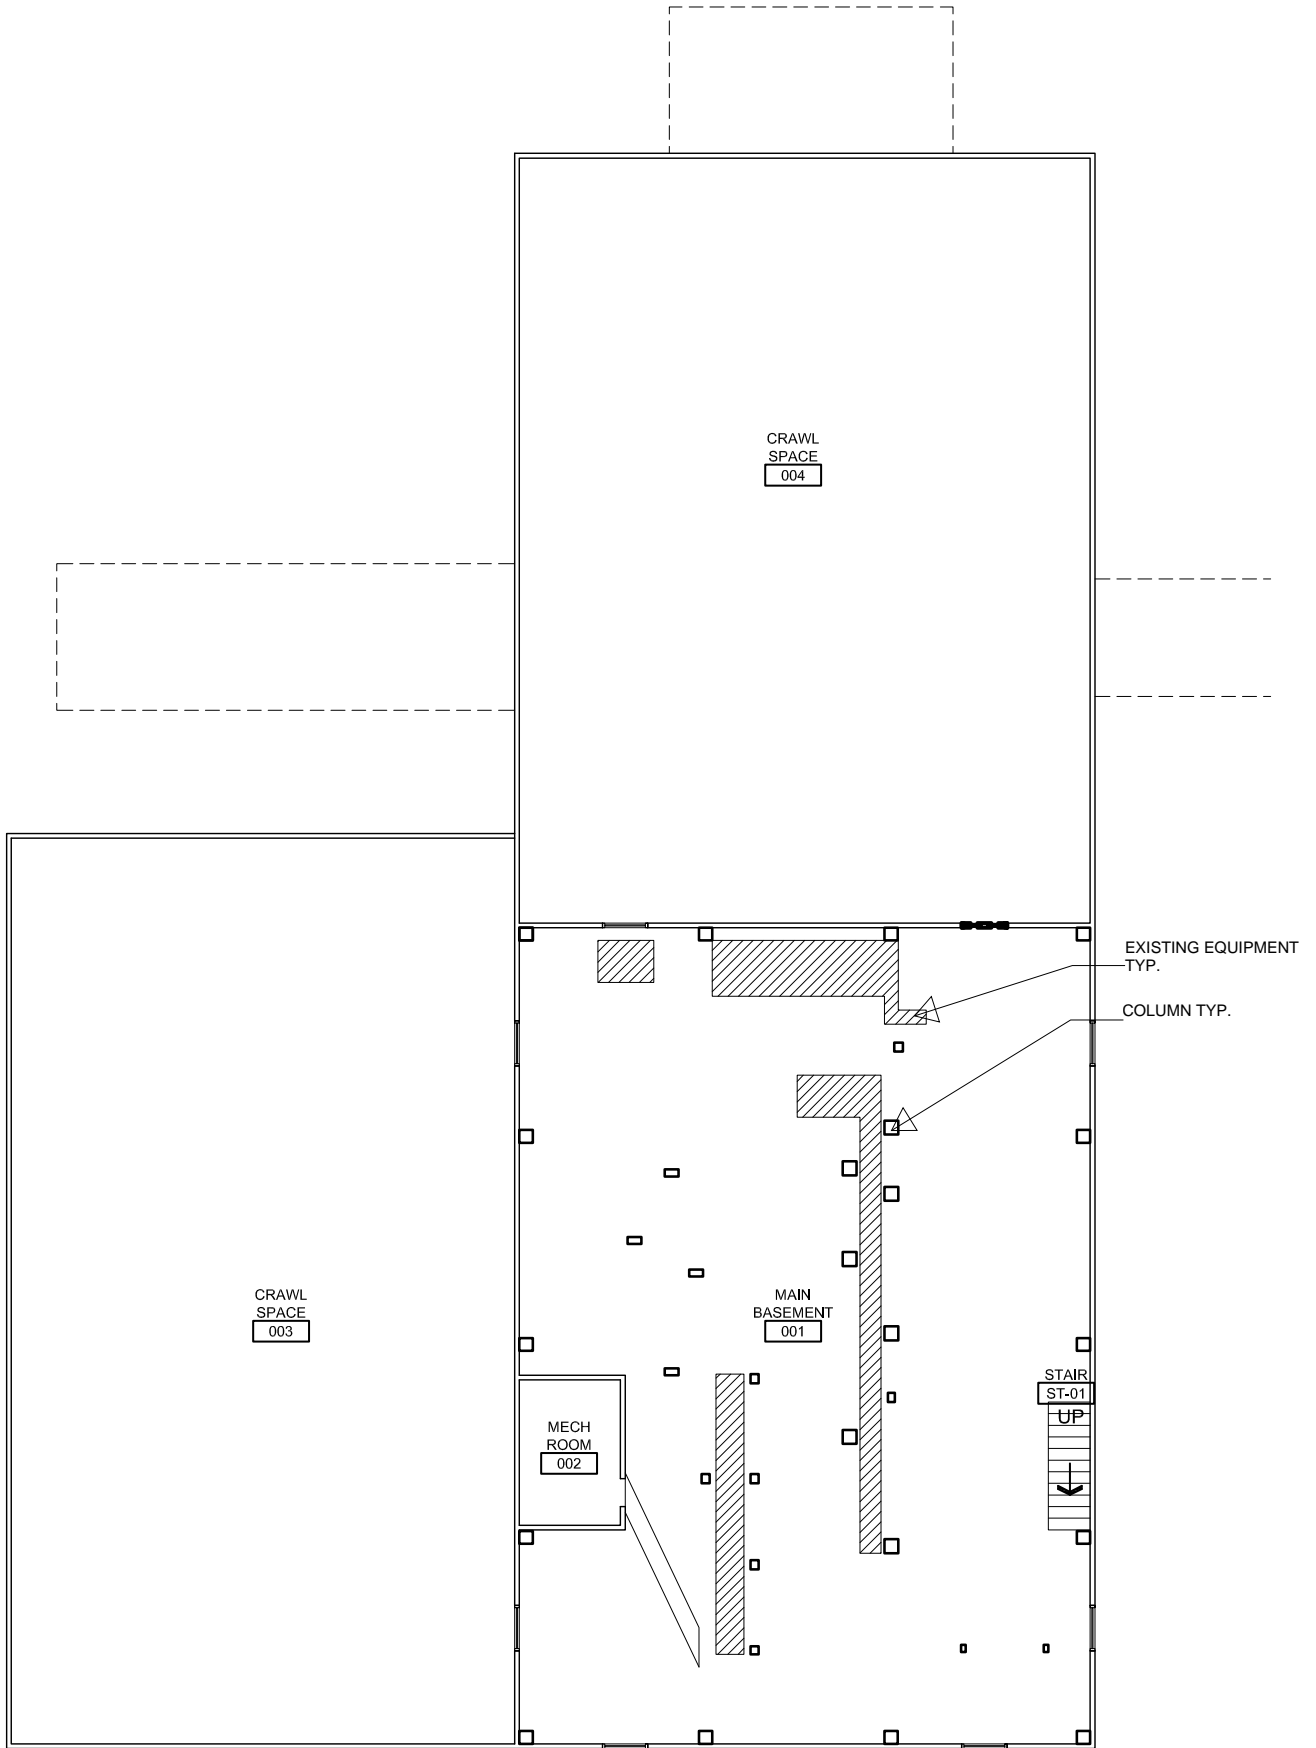 CRAWL
SPACE
004
EXISTING EQUIPMENT
TYP.
COLUMN TYP.
CRAWL
SPACE
003
MAIN
BASEMENT
001
STAIR
ST-01
UP
MECH
ROOM
002